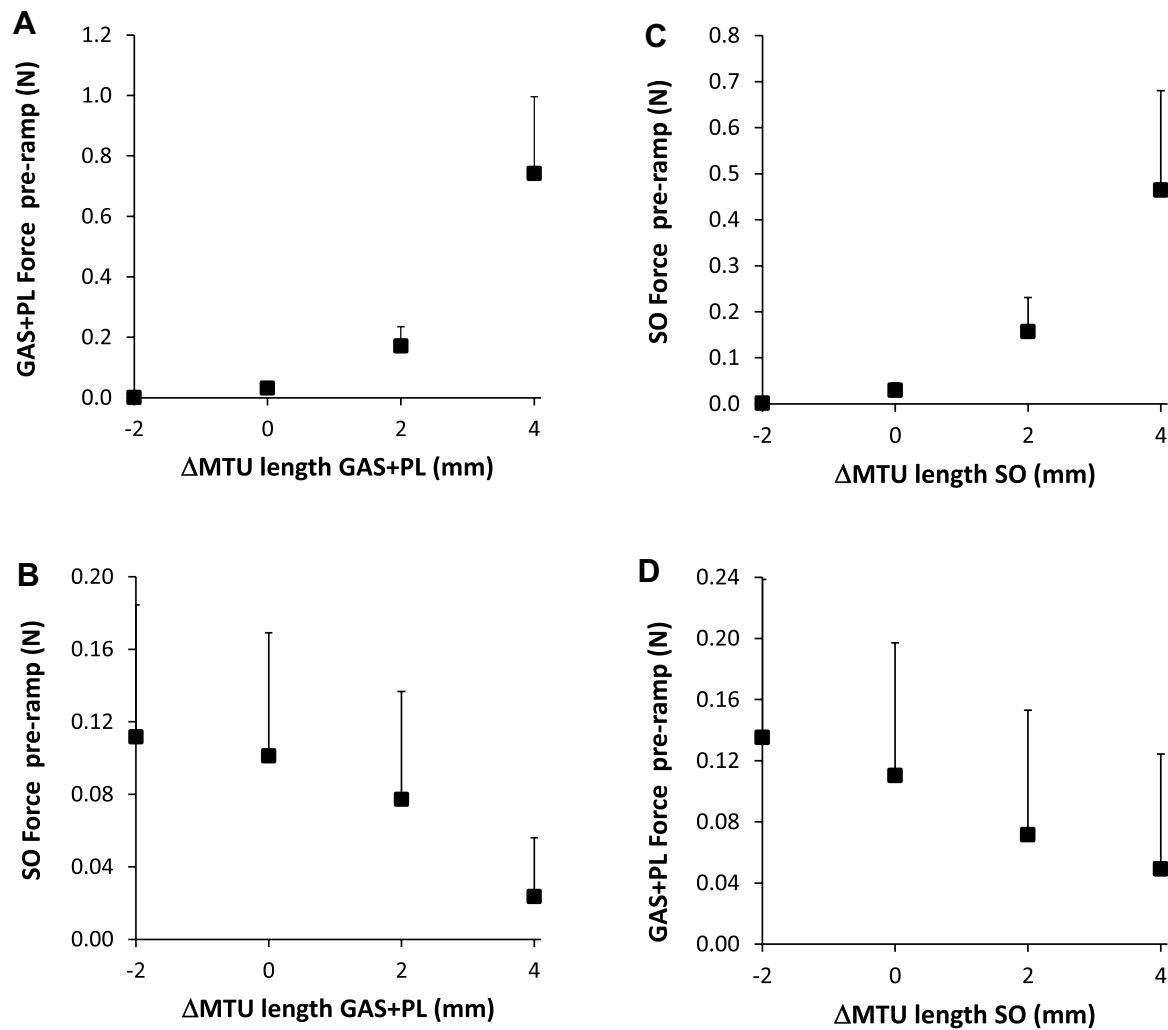 A
GAS+PL Force pre-ramp (N)
1.2
1.0
0.8
0.6
0.4
0.2
0.0
-2 0 2 4
ΔMTU length GAS+PL (mm)
C
SO Force pre-ramp (N)
0.8
0.7
0.6
0.5
0.4
0.3
0.2
0.1
0.0
-2 0 2 4
ΔMTU length SO (mm)
B
SO Force pre-ramp (N)
0.20
0.16
0.12
0.08
0.04
0.00
-2 0 2 4
ΔMTU length GAS+PL (mm)
D
GAS+PL Force pre-ramp (N)
0.24
0.20
0.16
0.12
0.08
0.04
0.00
-2 0 2 4
ΔMTU length SO (mm)